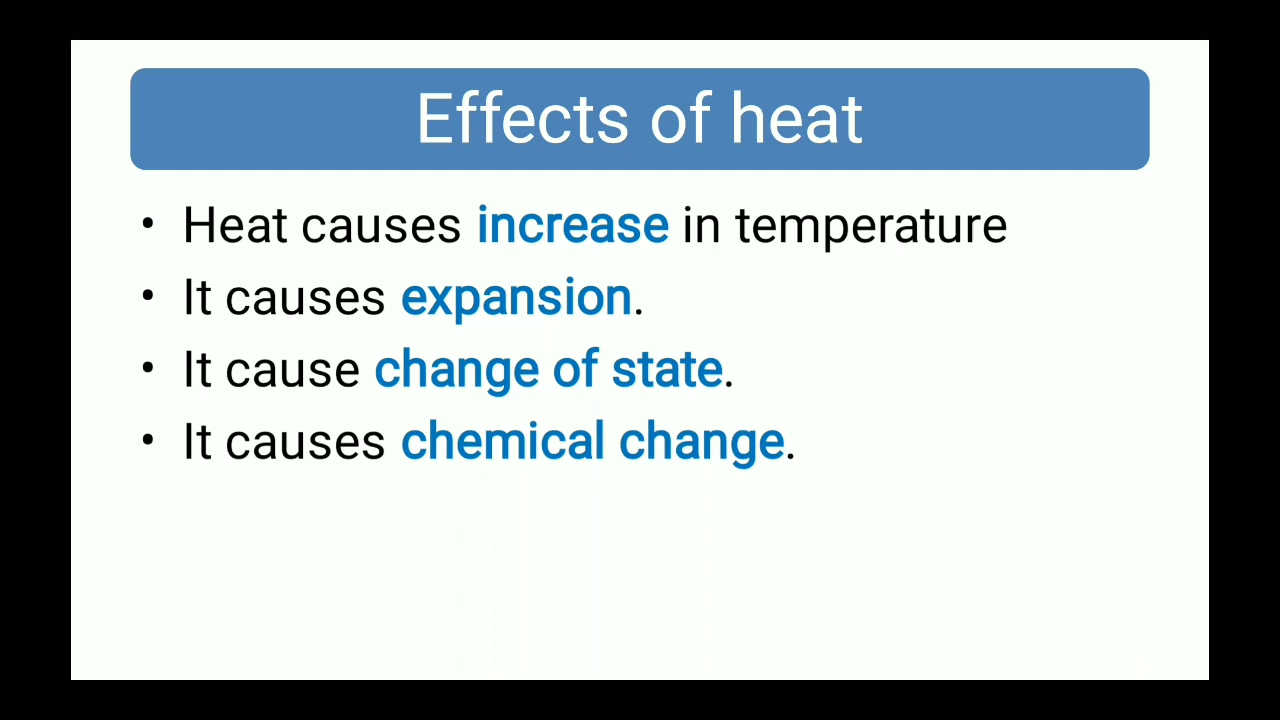 Effects of heat
• Heat causes increase in temperature
• It causes expansion.
• It cause change of state.
• It causes chemical change.